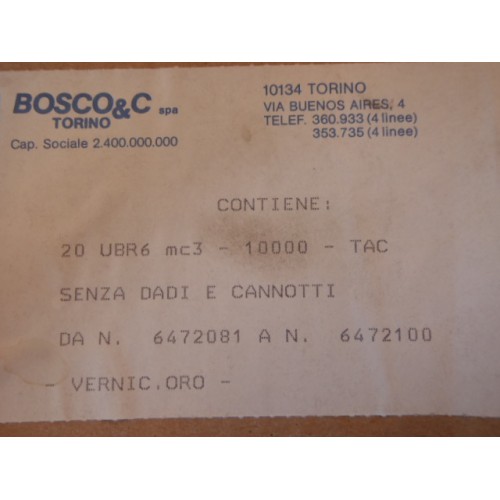 BOSCO&C spa
TORINO
Cap. Sociale 2.400.000.000
10134 TORINO
VIA BUENOS AIRES, 4
TELEF. 360.933 (4 linee)
353.735 (4 linee)
CONTIENE:
20 UBR6 mc3 - 10000 - TAC
SENZA DADI E CANNOTTI
DA N. 6472081 A N. 6472100
- VERNIC.ORO -